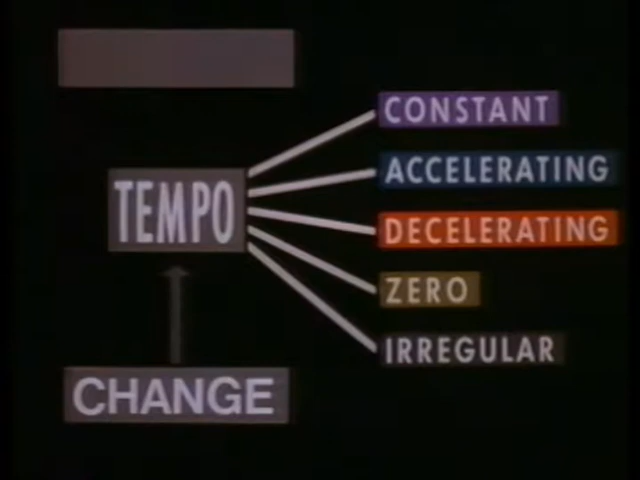 CONSTANT
ACCELERATING
TEMPO
DECELERATING
ZERO
IRREGULAR
CHANGE